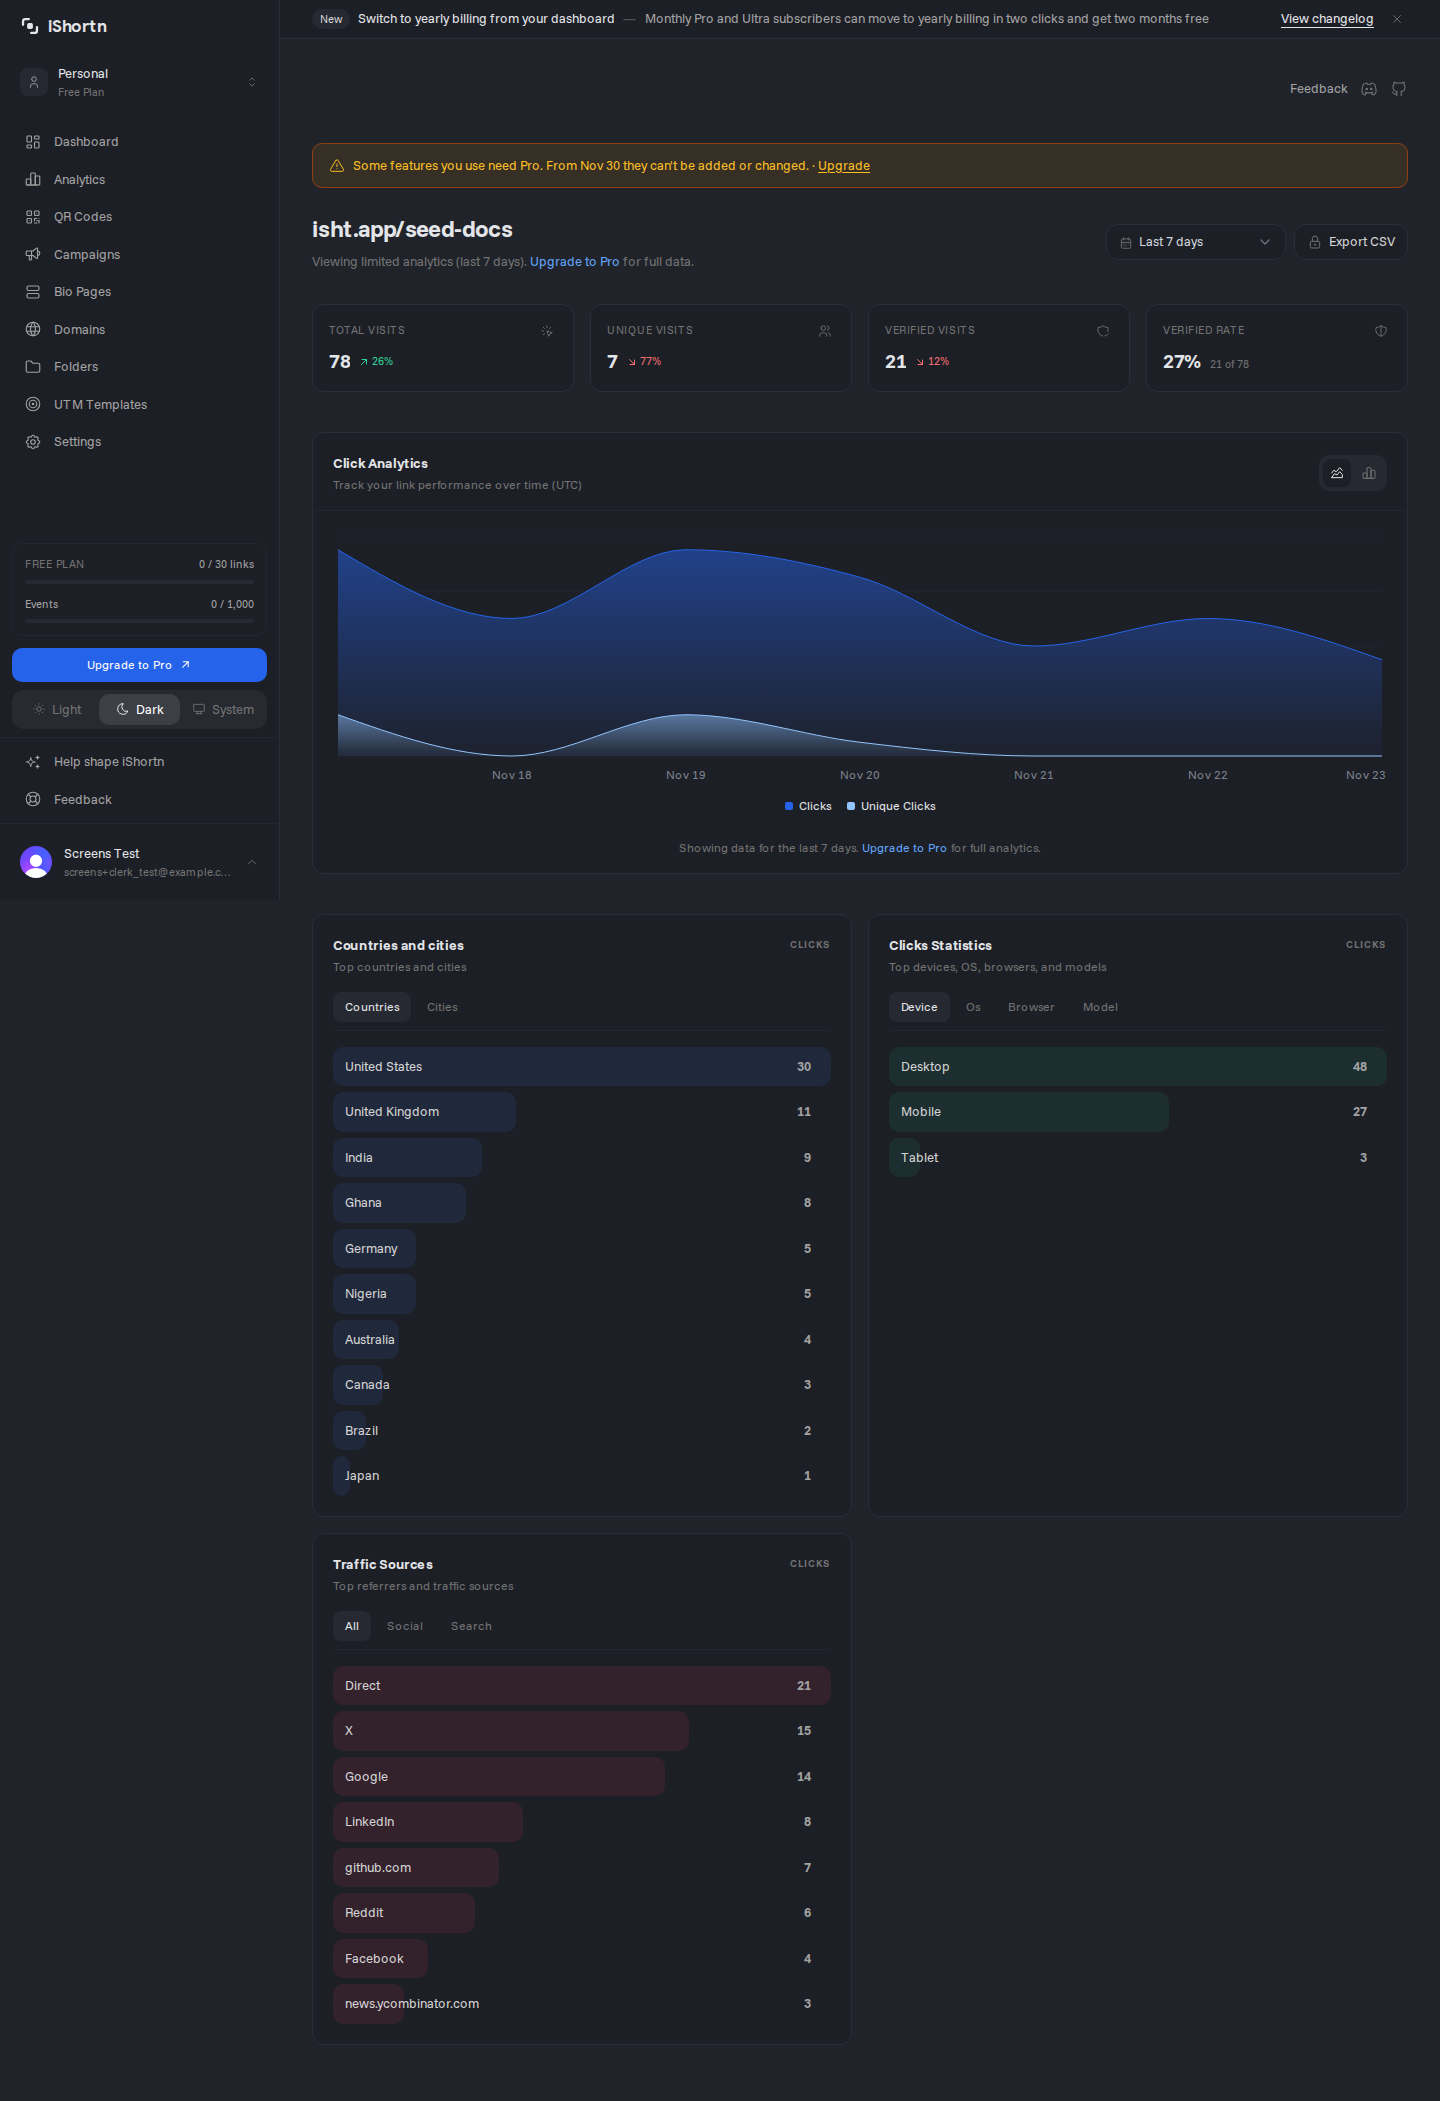 iShortn
Personal
Free Plan
Dashboard
Analytics
QR Codes
Campaigns
Bio Pages
Domains
Folders
UTM Templates
Settings
FREE PLAN 0 / 30 links
Events 0 / 1,000
Upgrade to Pro
Light Dark System
Help shape iShortn
Feedback
Screens Test
screens+clerk_test@example.c...
New Switch to yearly billing from your dashboard — Monthly Pro and Ultra subscribers can move to yearly billing in two clicks and get two months free View changelog
Feedback
Some features you use need Pro. From Nov 30 they can't be added or changed. · Upgrade
isht.app/seed-docs
Viewing limited analytics (last 7 days). Upgrade to Pro for full data.
Last 7 days Export CSV
TOTAL VISITS
78 26%
UNIQUE VISITS
7 77%
VERIFIED VISITS
21 12%
VERIFIED RATE
27% 21 of 78
Click Analytics
Track your link performance over time (UTC)
Nov 18 Nov 19 Nov 20 Nov 21 Nov 22 Nov 23
Clicks Unique Clicks
Showing data for the last 7 days. Upgrade to Pro for full analytics.
Countries and cities CLICKS
Top countries and cities
Countries Cities
United States 30
United Kingdom 11
India 9
Ghana 8
Germany 5
Nigeria 5
Australia 4
Canada 3
Brazil 2
Japan 1
Clicks Statistics CLICKS
Top devices, OS, browsers, and models
Device Os Browser Model
Desktop 48
Mobile 27
Tablet 3
Traffic Sources CLICKS
Top referrers and traffic sources
All Social Search
Direct 21
X 15
Google 14
LinkedIn 8
github.com 7
Reddit 6
Facebook 4
news.ycombinator.com 3